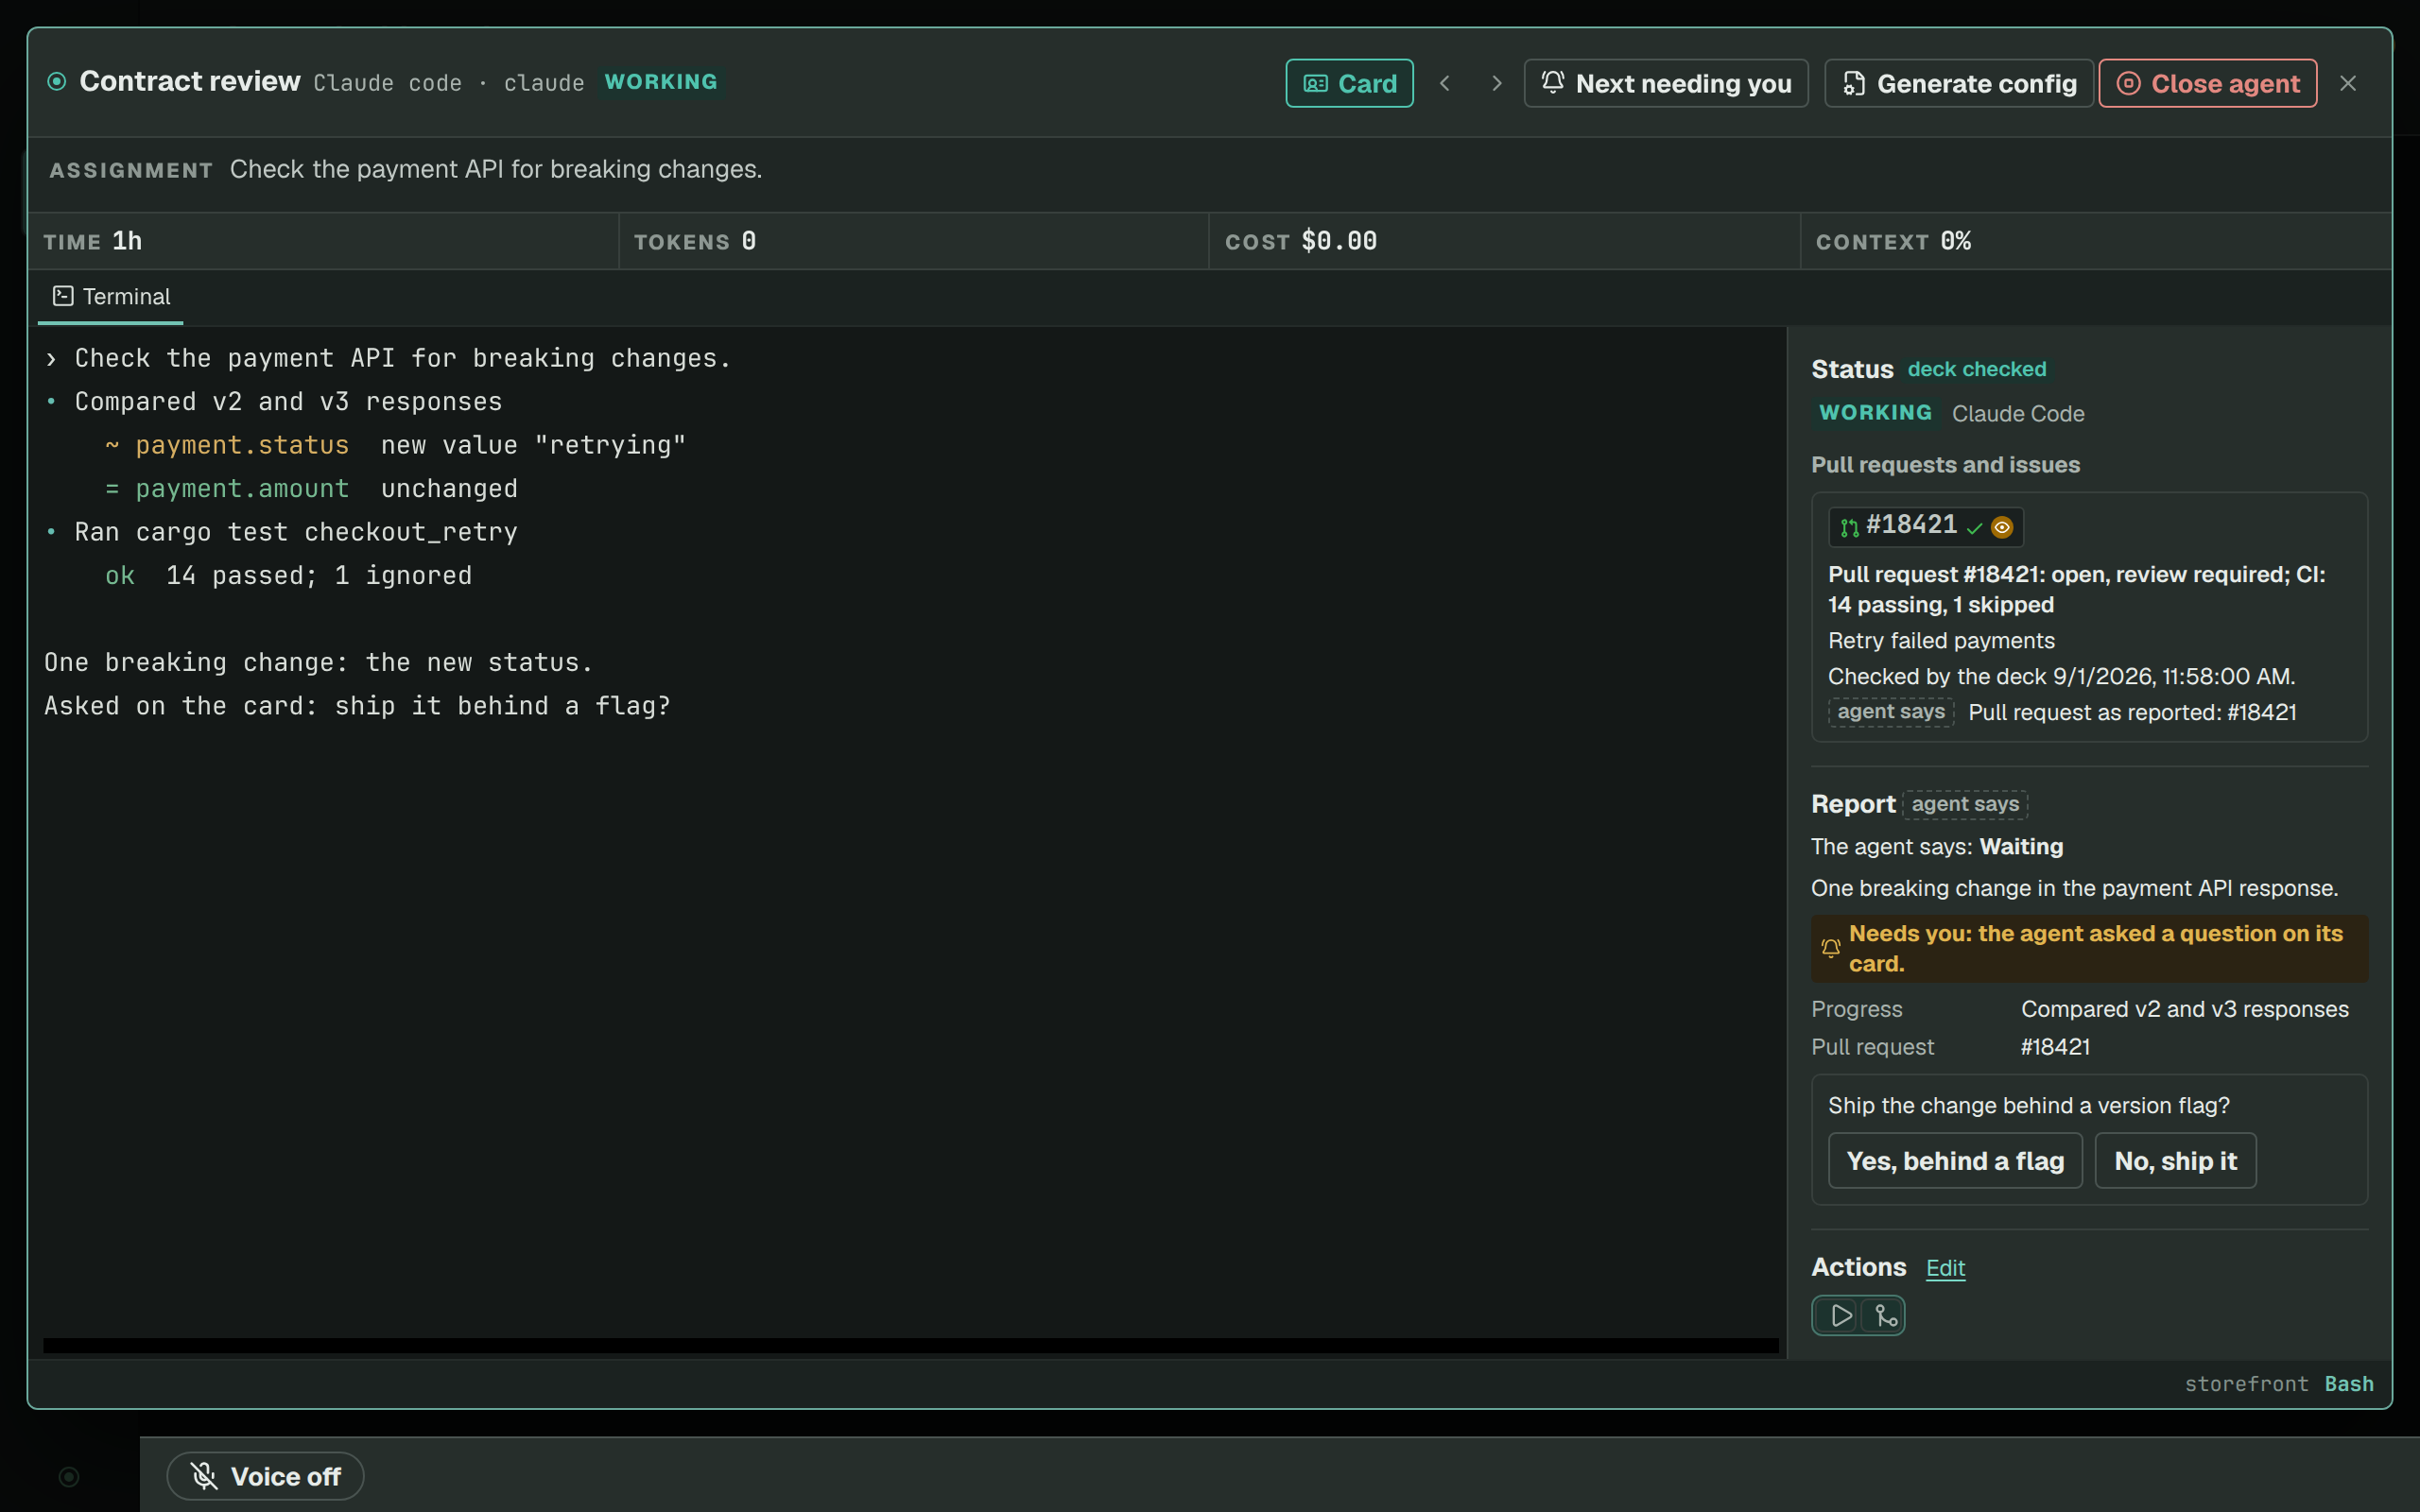 Contract review Claude code · claude WORKING
Card
Next needing you
Generate config
Close agent
ASSIGNMENT Check the payment API for breaking changes.
TIME 1h
TOKENS 0
COST $0.00
CONTEXT 0%
Terminal
› Check the payment API for breaking changes.
• Compared v2 and v3 responses
~ payment.status new value "retrying"
= payment.amount unchanged
• Ran cargo test checkout_retry
ok 14 passed; 1 ignored
One breaking change: the new status.
Asked on the card: ship it behind a flag?
Status deck checked
WORKING Claude Code
Pull requests and issues
#18421
Pull request #18421: open, review required; CI:
14 passing, 1 skipped
Retry failed payments
Checked by the deck 9/1/2026, 11:58:00 AM.
agent says Pull request as reported: #18421
Report agent says
The agent says: Waiting
One breaking change in the payment API response.
Needs you: the agent asked a question on its
card.
Progress Compared v2 and v3 responses
Pull request #18421
Ship the change behind a version flag?
Yes, behind a flag
No, ship it
Actions Edit
storefront Bash
Voice off